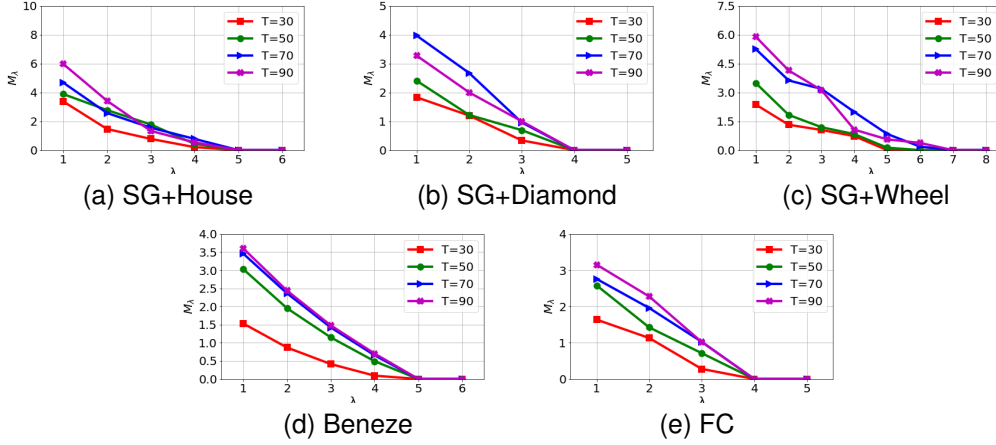 10
8
6
4
2
0
M_λ
T=30
T=50
T=70
T=90
1 2 3 4 5 6
λ
(a) SG+House
5
4
3
2
1
0
M_λ
T=30
T=50
T=70
T=90
1 2 3 4 5
λ
(b) SG+Diamond
7.5
6.0
4.5
3.0
1.5
0.0
M_λ
T=30
T=50
T=70
T=90
1 2 3 4 5 6 7 8
λ
(c) SG+Wheel
4.0
3.5
3.0
2.5
2.0
1.5
1.0
0.5
0.0
M_λ
T=30
T=50
T=70
T=90
1 2 3 4 5 6
λ
(d) Beneze
4
3
2
1
0
M_λ
T=30
T=50
T=70
T=90
1 2 3 4 5
λ
(e) FC